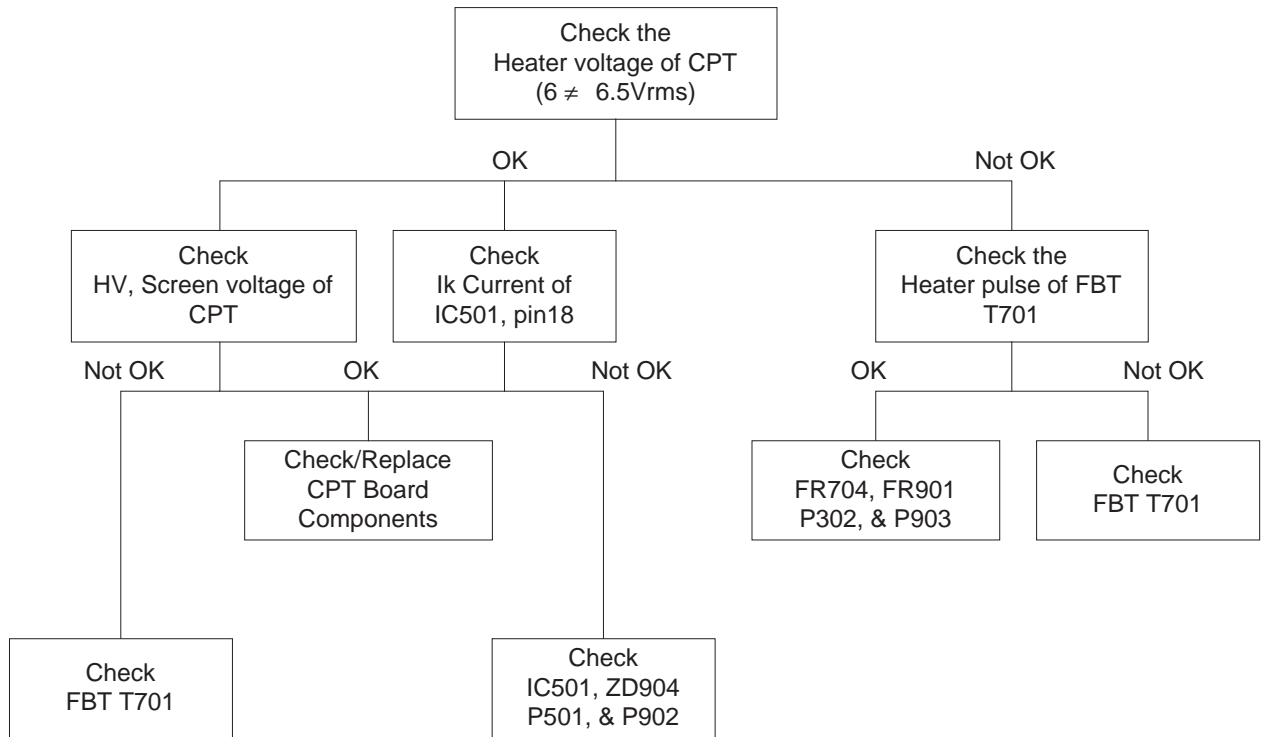 Check the
Heater voltage of CPT
(6 ≠ 6.5Vrms)
OK
Not OK
Check
HV, Screen voltage of
CPT
Check
Ik Current of
IC501, pin18
Check the
Heater pulse of FBT
T701
Not OK
OK
Not OK
OK
Not OK
Check/Replace
CPT Board
Components
Check
FR704, FR901
P302, & P903
Check
FBT T701
Check
FBT T701
Check
IC501, ZD904
P501, & P902